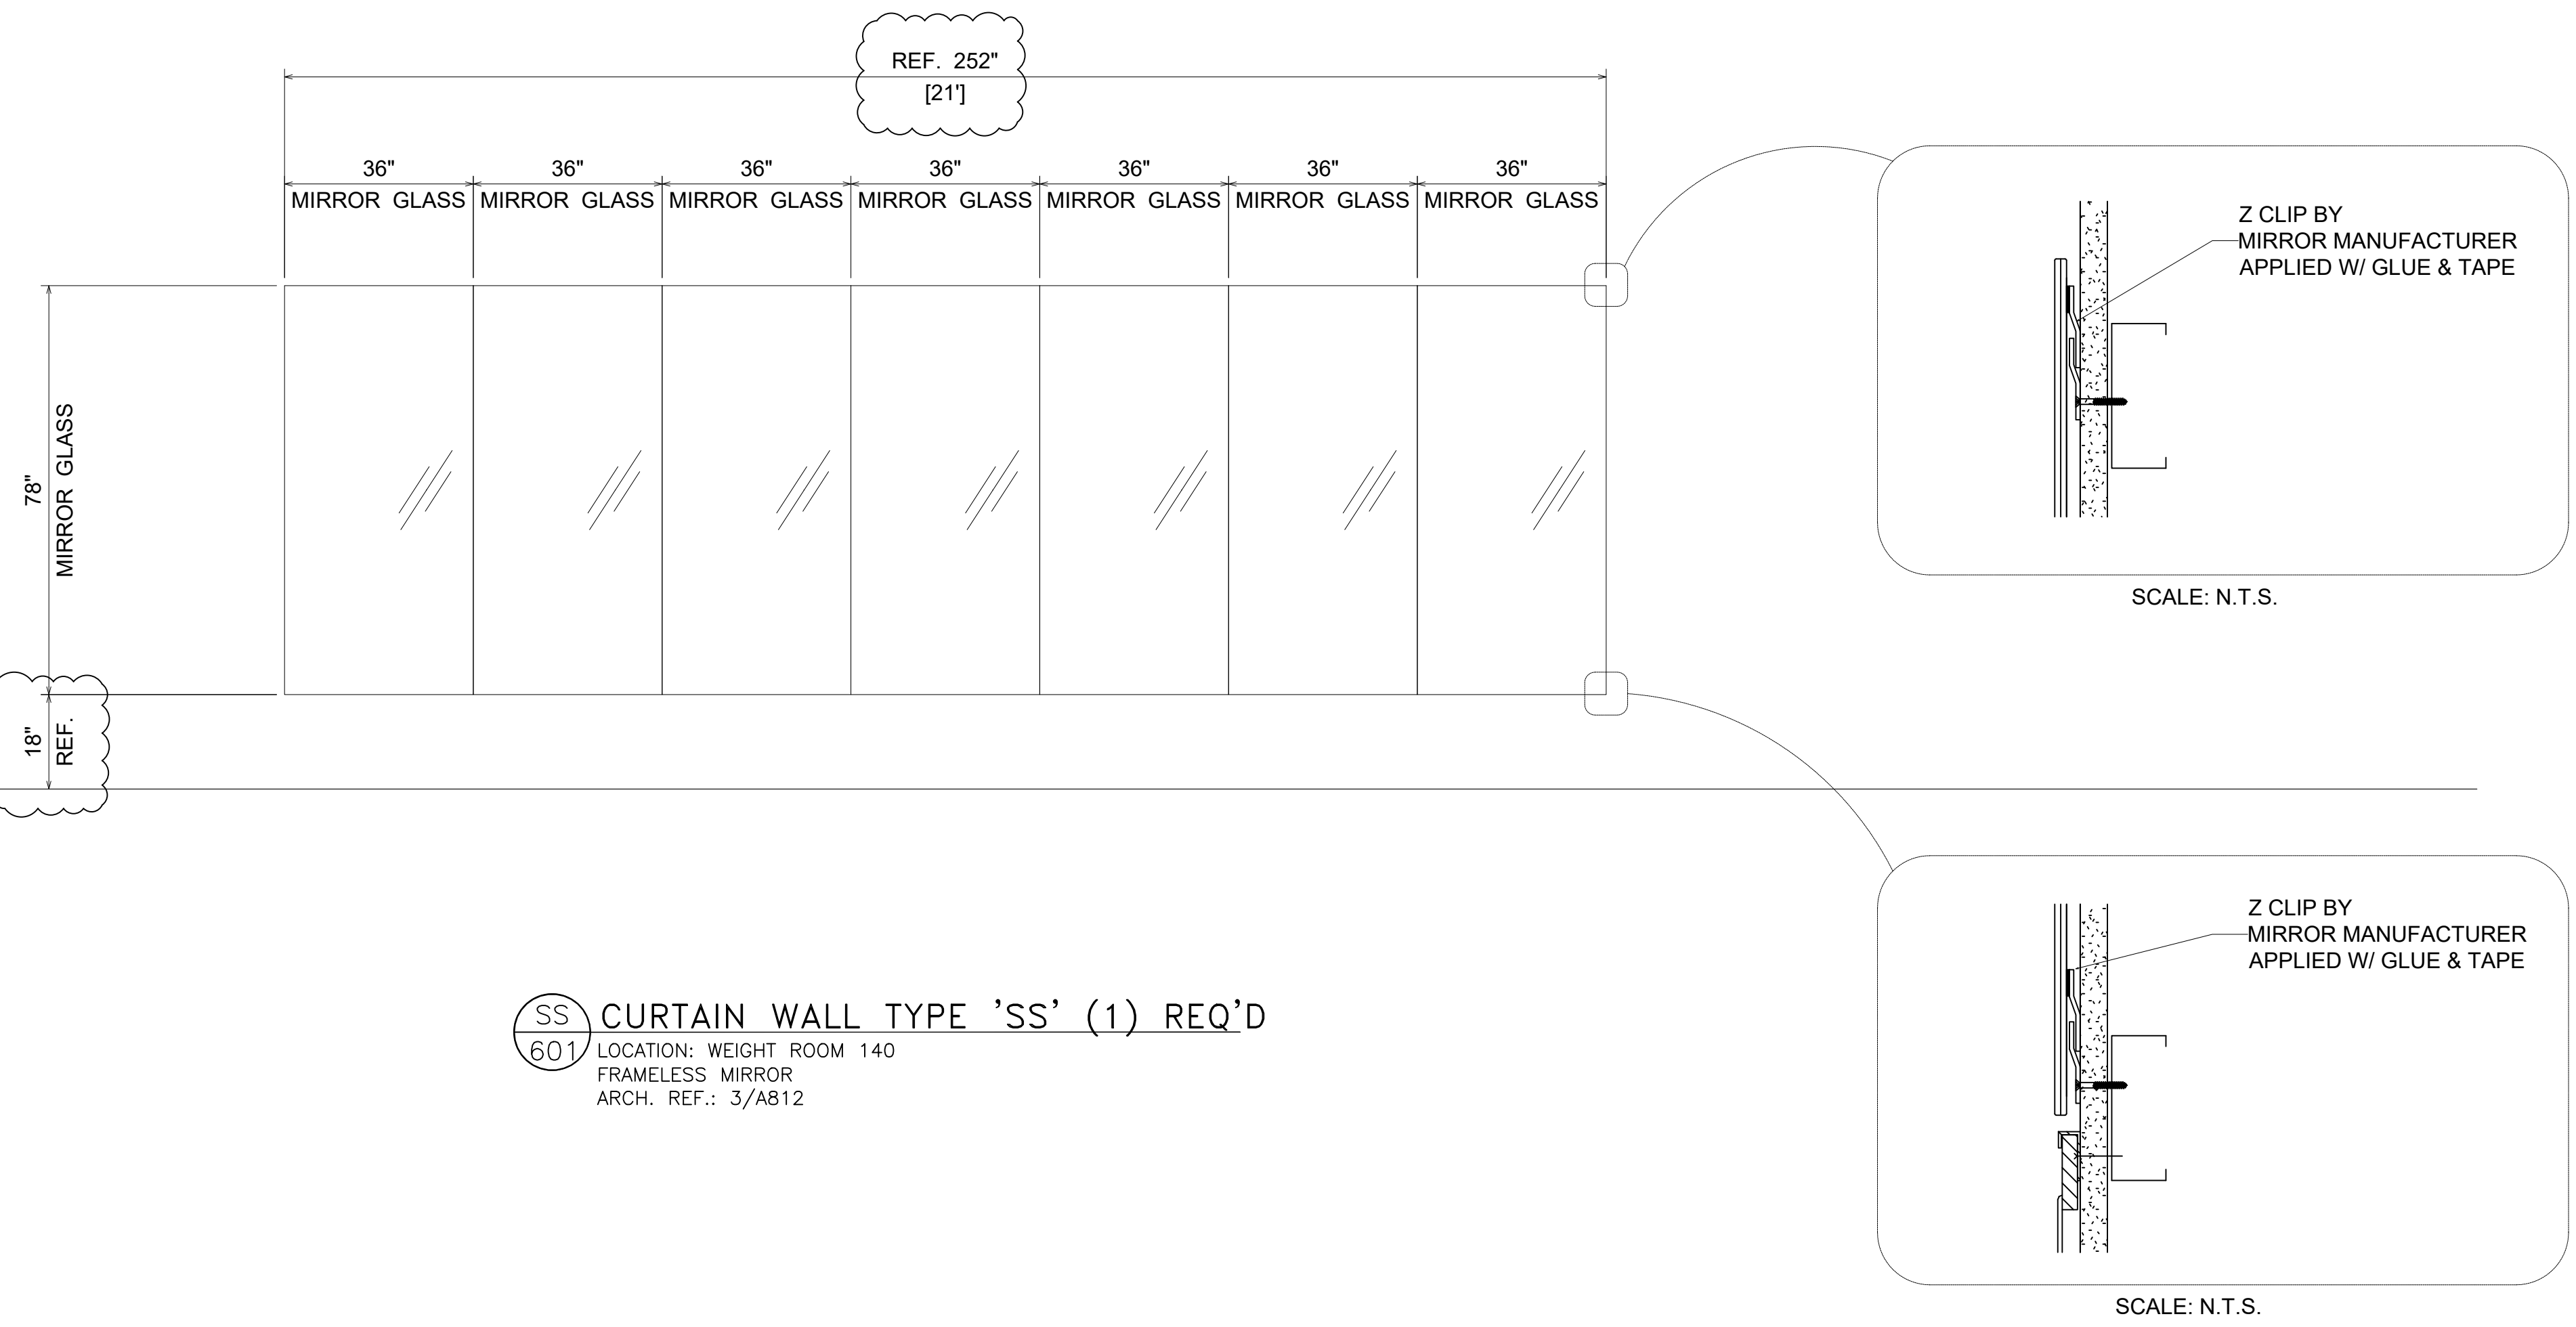 REF. 252"
[21']
36" 36" 36" 36" 36" 36" 36"
MIRROR GLASS MIRROR GLASS MIRROR GLASS MIRROR GLASS MIRROR GLASS MIRROR GLASS MIRROR GLASS
Z CLIP BY
MIRROR MANUFACTURER
APPLIED W/ GLUE & TAPE
SCALE: N.T.S.
78"
MIRROR GLASS
18"
REF.
Z CLIP BY
MIRROR MANUFACTURER
APPLIED W/ GLUE & TAPE
SCALE: N.T.S.
SS
601
CURTAIN WALL TYPE 'SS' (1) REQ'D
LOCATION: WEIGHT ROOM 140
FRAMELESS MIRROR
ARCH. REF.: 3/A812